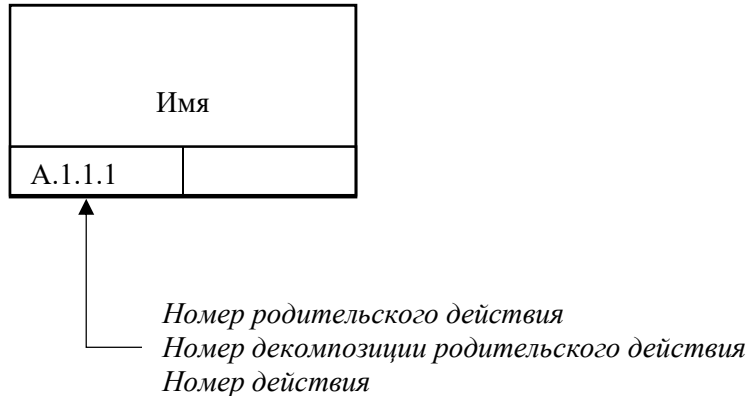 Имя
А.1.1.1
Номер родительского действия
Номер декомпозиции родительского действия
Номер действия